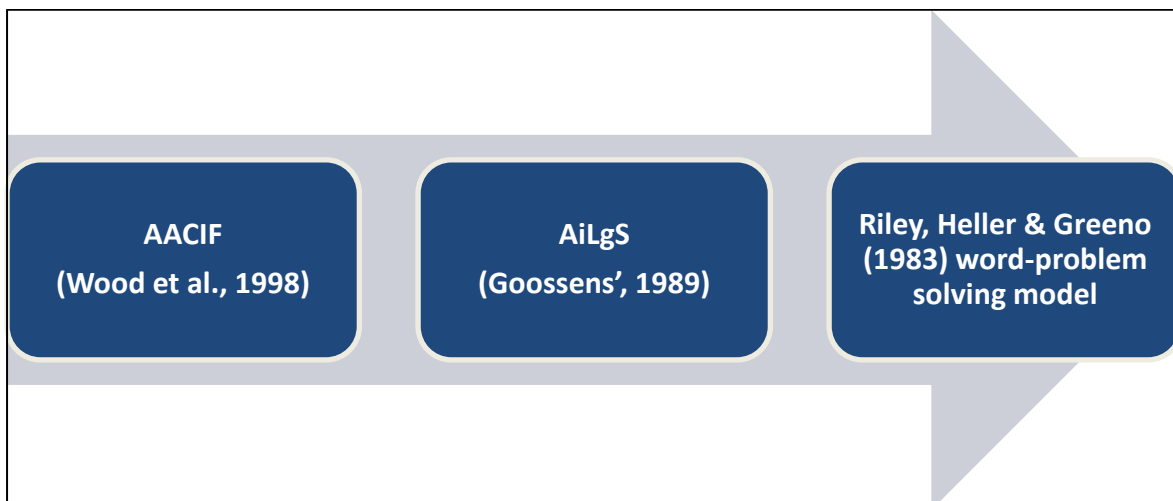 AACIF
(Wood et al., 1998)
AiLgS
(Goossens’, 1989)
Riley, Heller & Greeno
(1983) word-problem
solving model